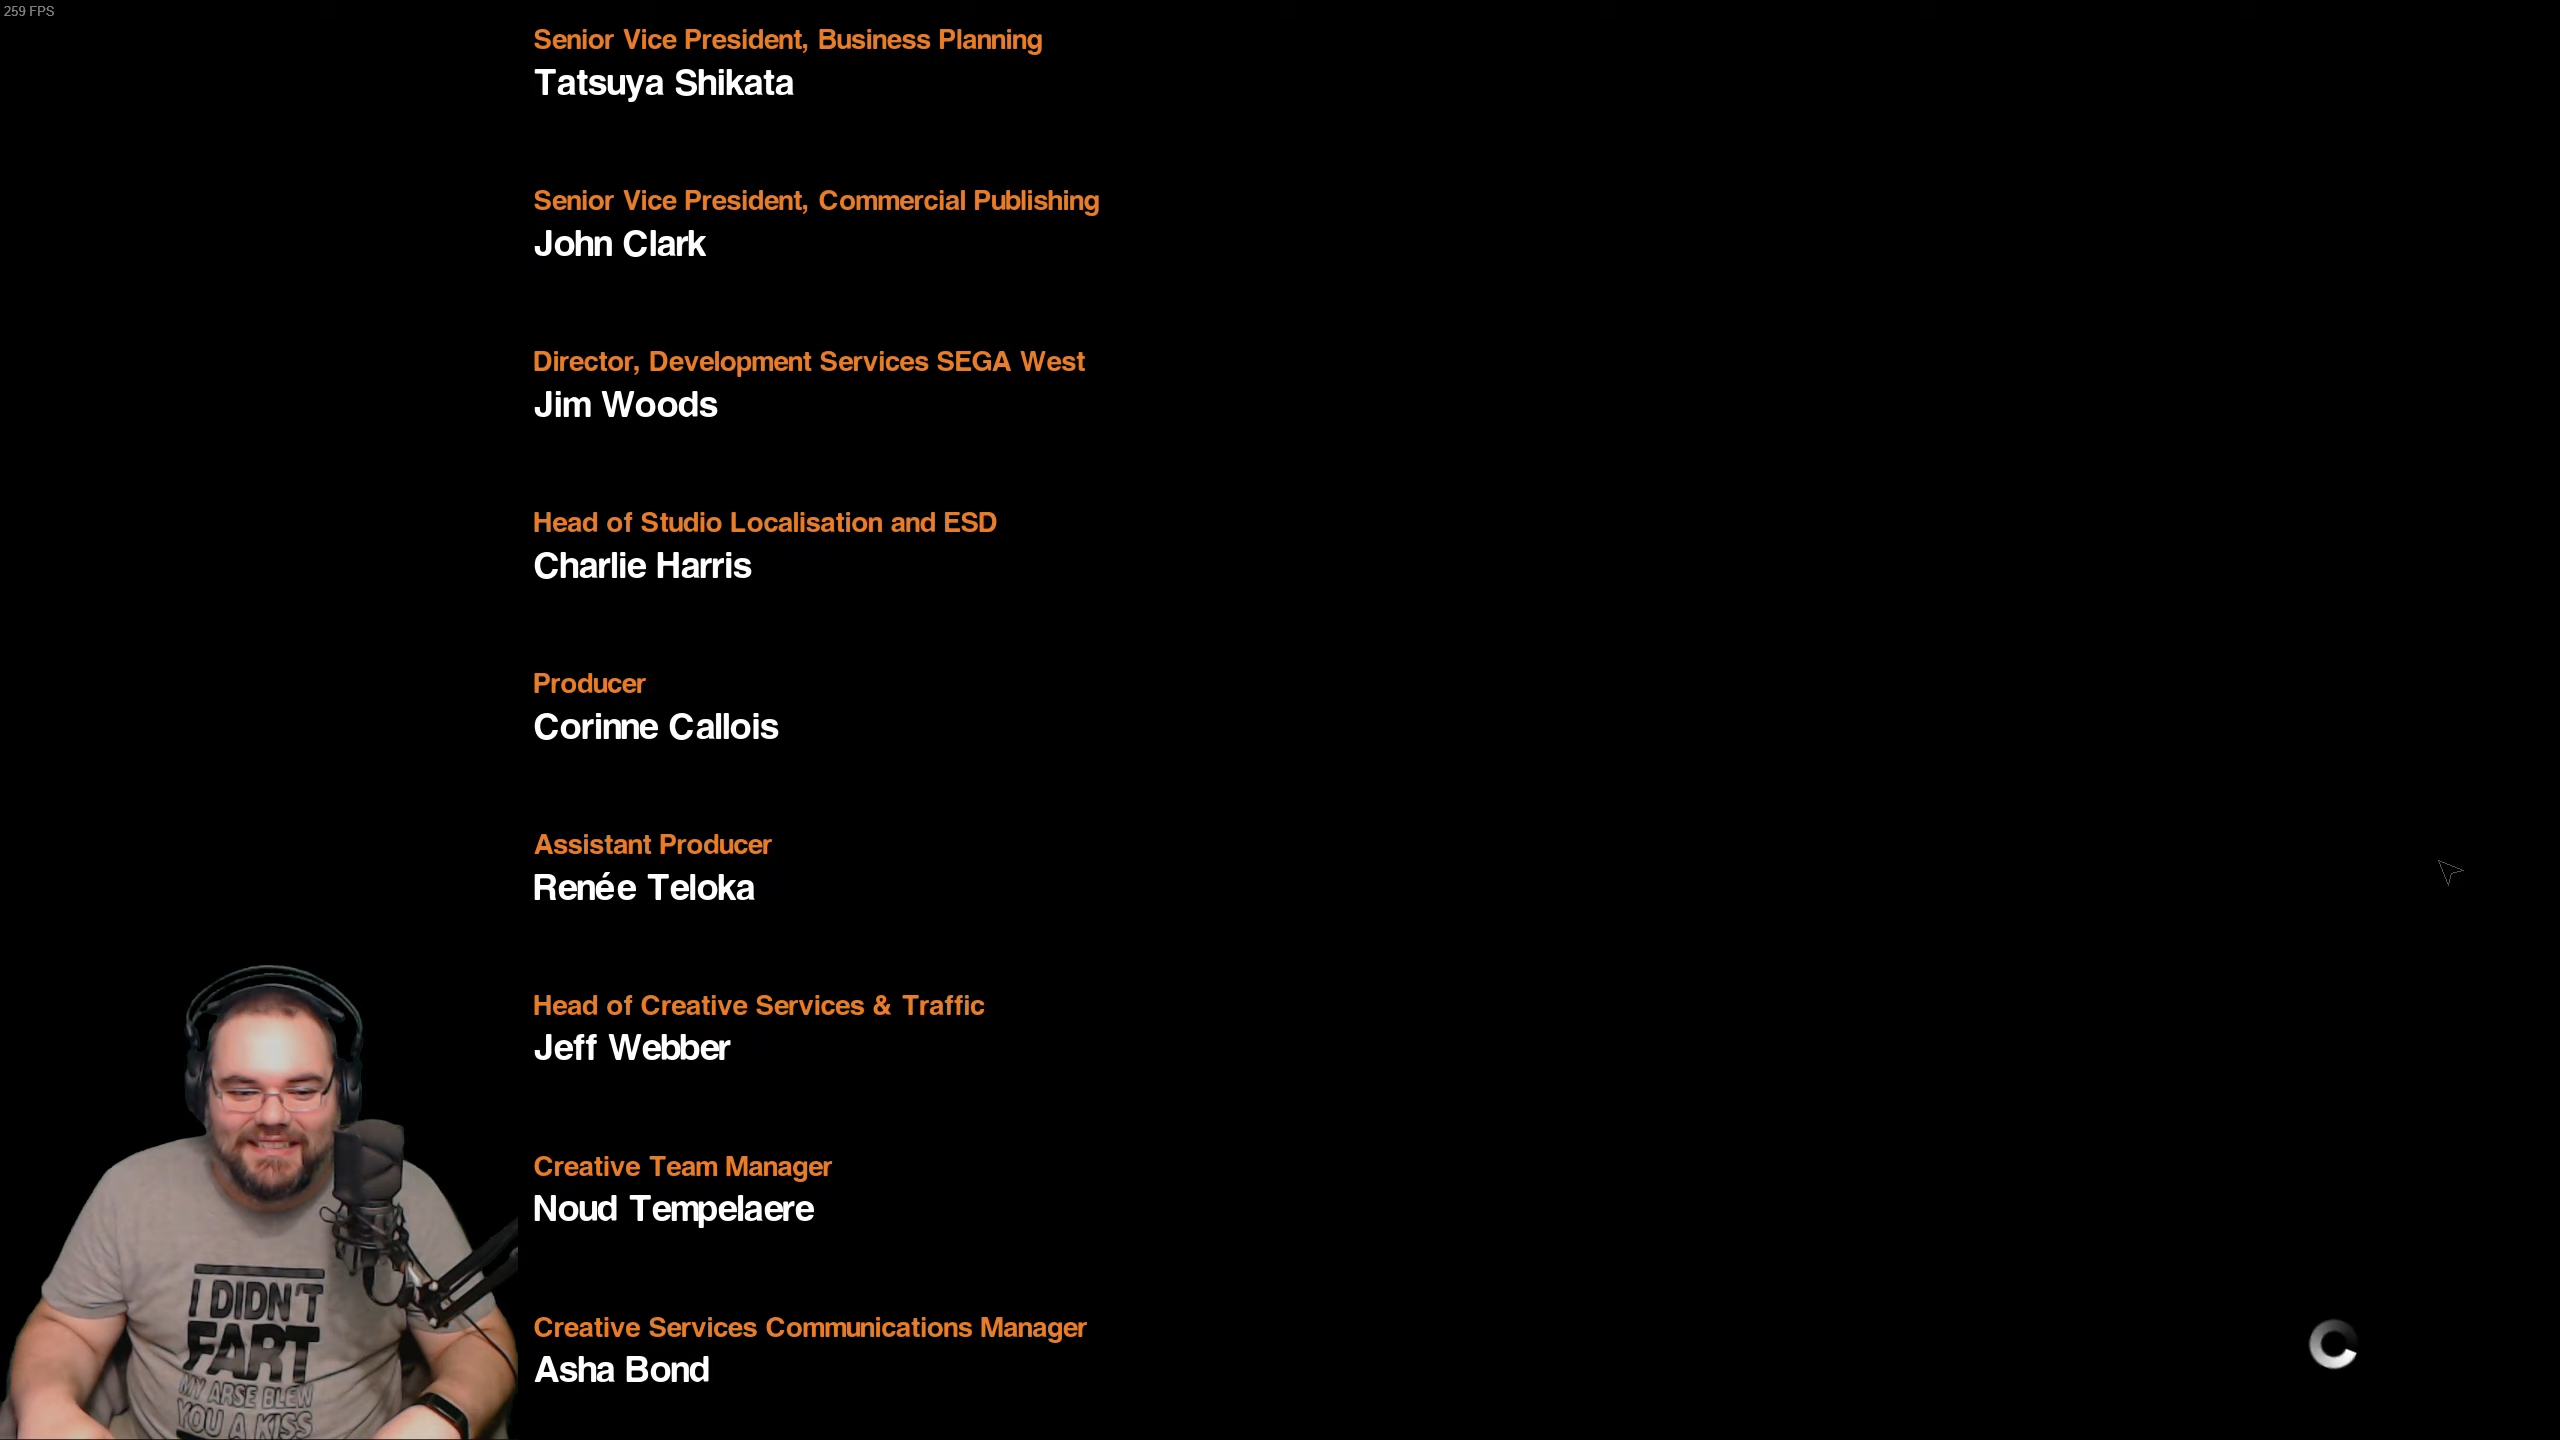 259 FPS
Senior Vice President, Business Planning
Tatsuya Shikata
Senior Vice President, Commercial Publishing
John Clark
Director, Development Services SEGA West
Jim Woods
Head of Studio Localisation and ESD
Charlie Harris
Producer
Corinne Callois
Assistant Producer
Renée Teloka
Head of Creative Services & Traffic
Jeff Webber
Creative Team Manager
Noud Tempelaere
Creative Services Communications Manager
Asha Bond
I DIDN'T
FART
MY ARSE BLEW
YOU A KISS